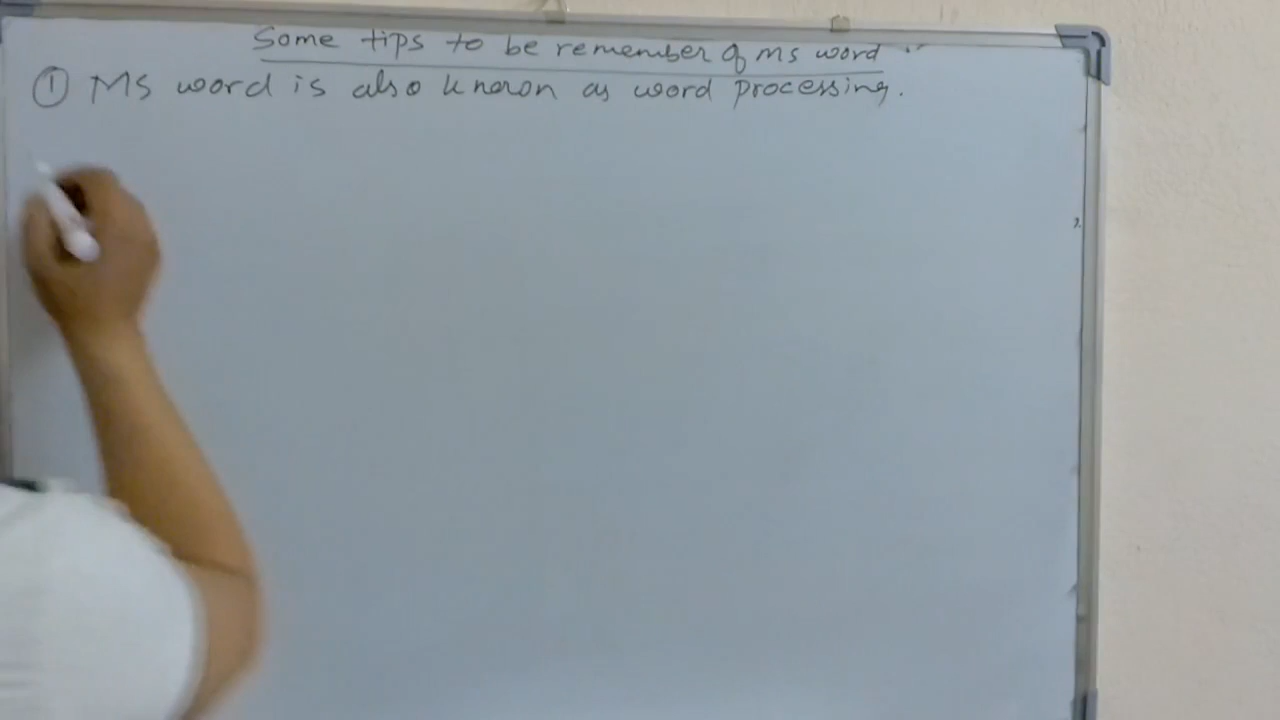 Some tips to be remember of ms word
① MS word is also known as word processing.